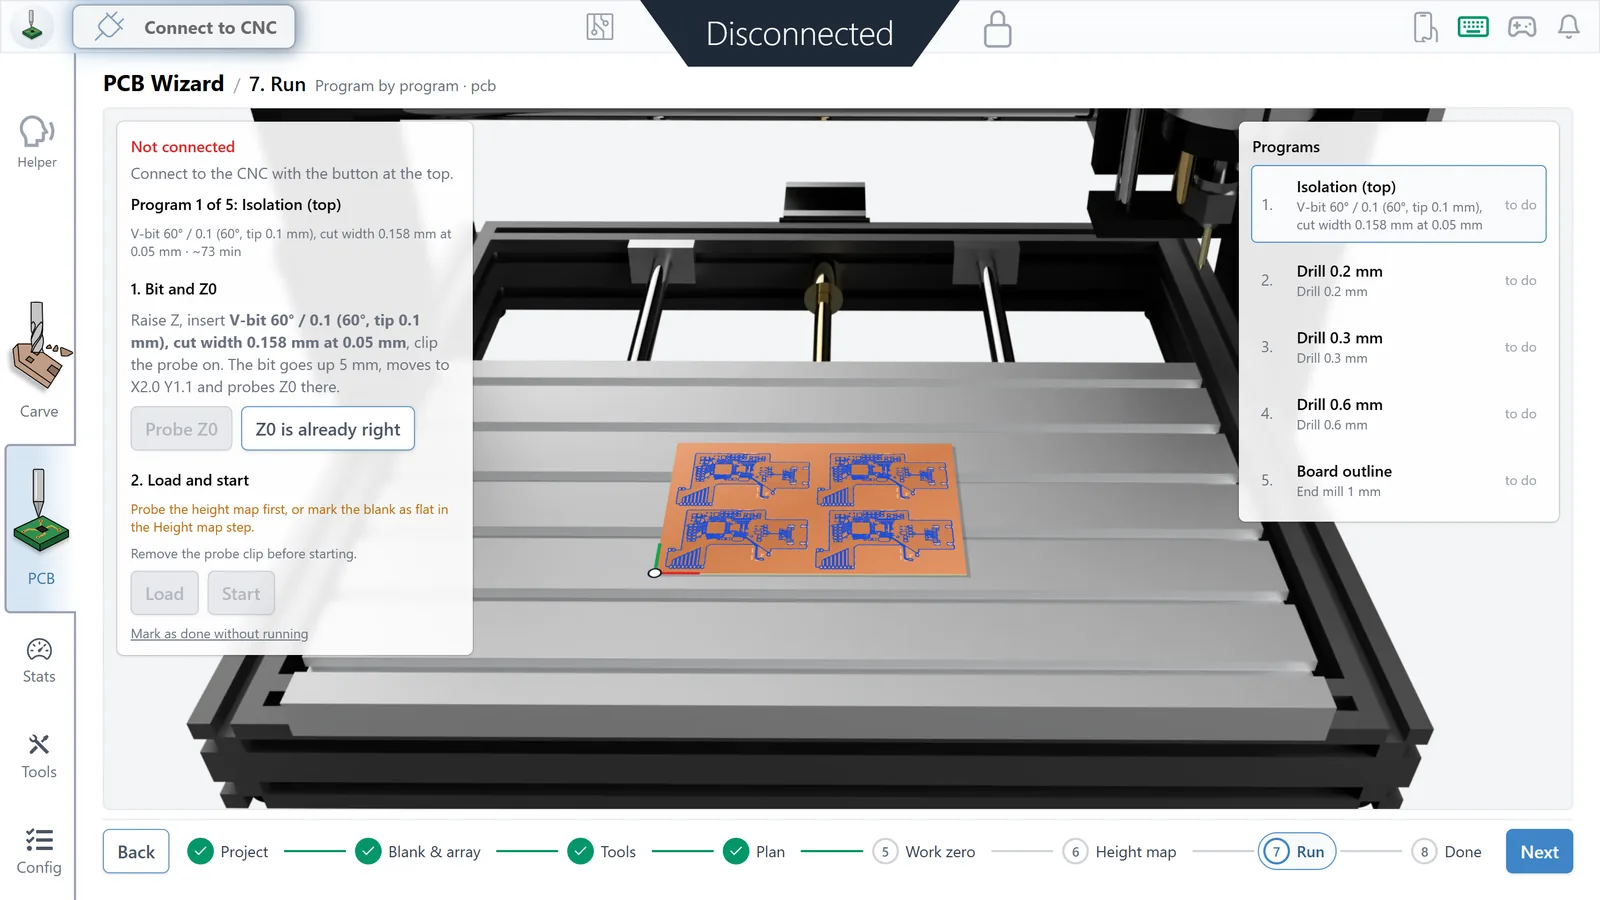 Connect to CNC
Disconnected
PCB Wizard / 7. Run Program by program · pcb
Helper
Carve
PCB
Stats
Tools
Config
Not connected
Connect to the CNC with the button at the top.
Program 1 of 5: Isolation (top)
V-bit 60° / 0.1 (60°, tip 0.1 mm), cut width 0.158 mm at
0.05 mm · ~73 min
1. Bit and Z0
Raise Z, insert V-bit 60° / 0.1 (60°, tip 0.1
mm), cut width 0.158 mm at 0.05 mm, clip
the probe on. The bit goes up 5 mm, moves to
X2.0 Y1.1 and probes Z0 there.
Probe Z0
Z0 is already right
2. Load and start
Probe the height map first, or mark the blank as flat in
the Height map step.
Remove the probe clip before starting.
Load
Start
Mark as done without running
Programs
1. Isolation (top)
V-bit 60° / 0.1 (60°, tip 0.1 mm),
cut width 0.158 mm at 0.05 mm
to do
2. Drill 0.2 mm
Drill 0.2 mm
to do
3. Drill 0.3 mm
Drill 0.3 mm
to do
4. Drill 0.6 mm
Drill 0.6 mm
to do
5. Board outline
End mill 1 mm
to do
Back
Project
Blank & array
Tools
Plan
5 Work zero
6 Height map
7 Run
8 Done
Next